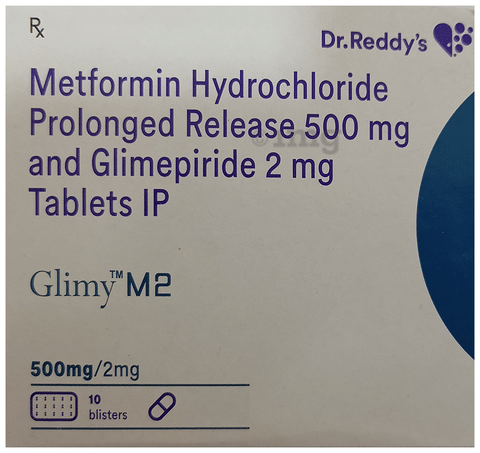 Rx
Dr.Reddy's
Metformin Hydrochloride
Prolonged Release 500 mg
and Glimepiride 2 mg
Tablets IP
1mg
Glimy™ M2
500mg/2mg
10
blisters